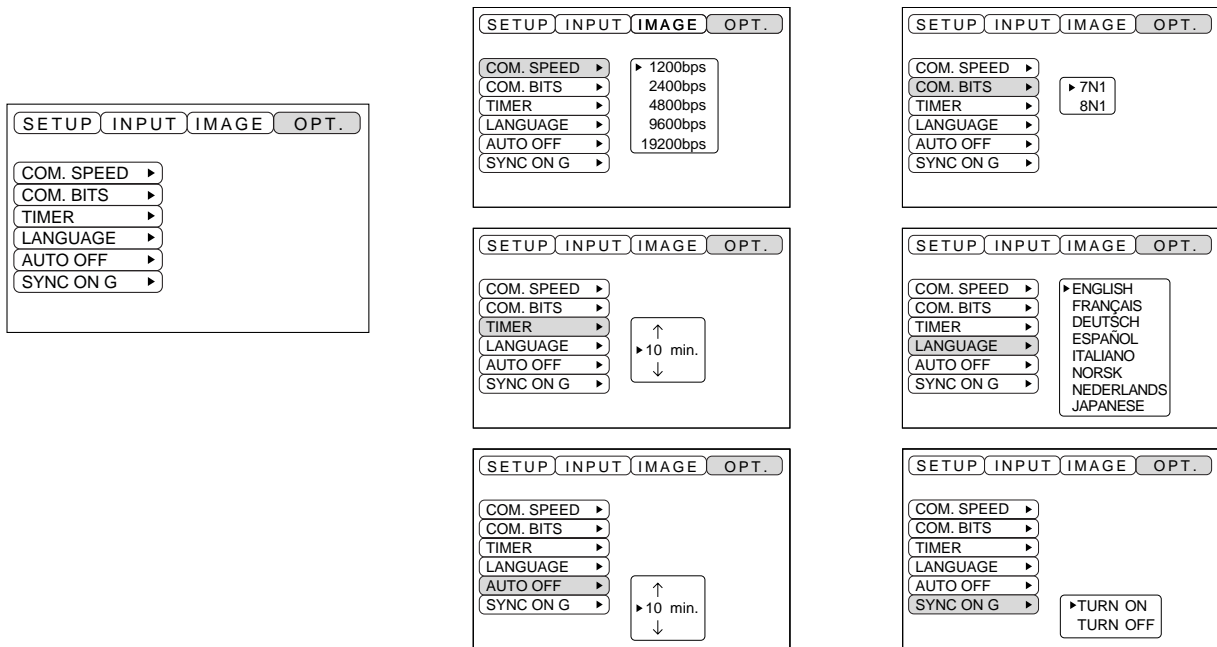 SETUP INPUT IMAGE OPT.
COM. SPEED
COM. BITS
TIMER
LANGUAGE
AUTO OFF
SYNC ON G
SETUP INPUT IMAGE OPT.
COM. SPEED
COM. BITS
TIMER
LANGUAGE
AUTO OFF
SYNC ON G
1200bps
2400bps
4800bps
9600bps
19200bps
SETUP INPUT IMAGE OPT.
COM. SPEED
COM. BITS
TIMER
LANGUAGE
AUTO OFF
SYNC ON G
7N1
8N1
SETUP INPUT IMAGE OPT.
COM. SPEED
COM. BITS
TIMER
LANGUAGE
AUTO OFF
SYNC ON G
10 min.
SETUP INPUT IMAGE OPT.
COM. SPEED
COM. BITS
TIMER
LANGUAGE
AUTO OFF
SYNC ON G
ENGLISH
FRANÇAIS
DEUTSCH
ESPAÑOL
ITALIANO
NORSK
NEDERLANDS
JAPANESE
SETUP INPUT IMAGE OPT.
COM. SPEED
COM. BITS
TIMER
LANGUAGE
AUTO OFF
SYNC ON G
10 min.
SETUP INPUT IMAGE OPT.
COM. SPEED
COM. BITS
TIMER
LANGUAGE
AUTO OFF
SYNC ON G
TURN ON
TURN OFF